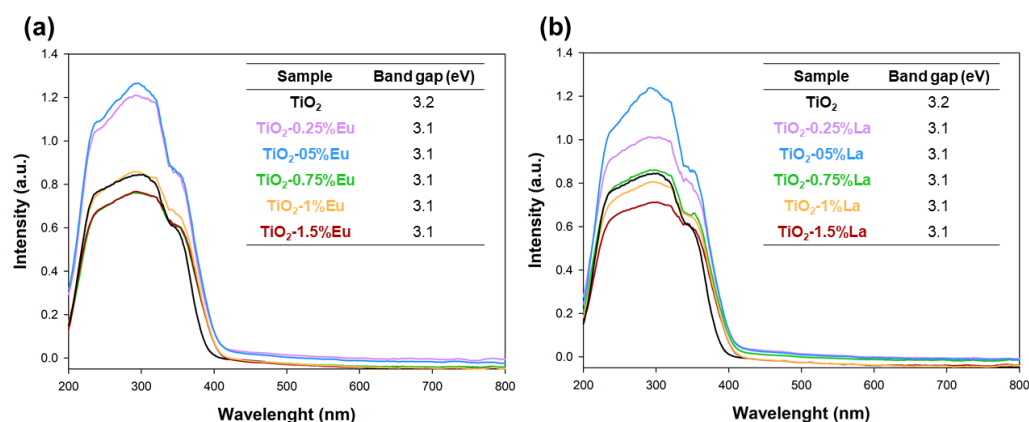 (a)
Intensity (a.u.)
1.4
1.2
1.0
0.8
0.6
0.4
0.2
0.0
Sample Band gap (eV)
TiO₂ 3.2
TiO₂-0.25%Eu 3.1
TiO₂-05%Eu 3.1
TiO₂-0.75%Eu 3.1
TiO₂-1%Eu 3.1
TiO₂-1.5%Eu 3.1
200 300 400 500 600 700 800
Wavelenght (nm)
(b)
Intensity (a.u.)
1.4
1.2
1.0
0.8
0.6
0.4
0.2
0.0
Sample Band gap (eV)
TiO₂ 3.2
TiO₂-0.25%La 3.1
TiO₂-05%La 3.1
TiO₂-0.75%La 3.1
TiO₂-1%La 3.1
TiO₂-1.5%La 3.1
200 300 400 500 600 700 800
Wavelenght (nm)